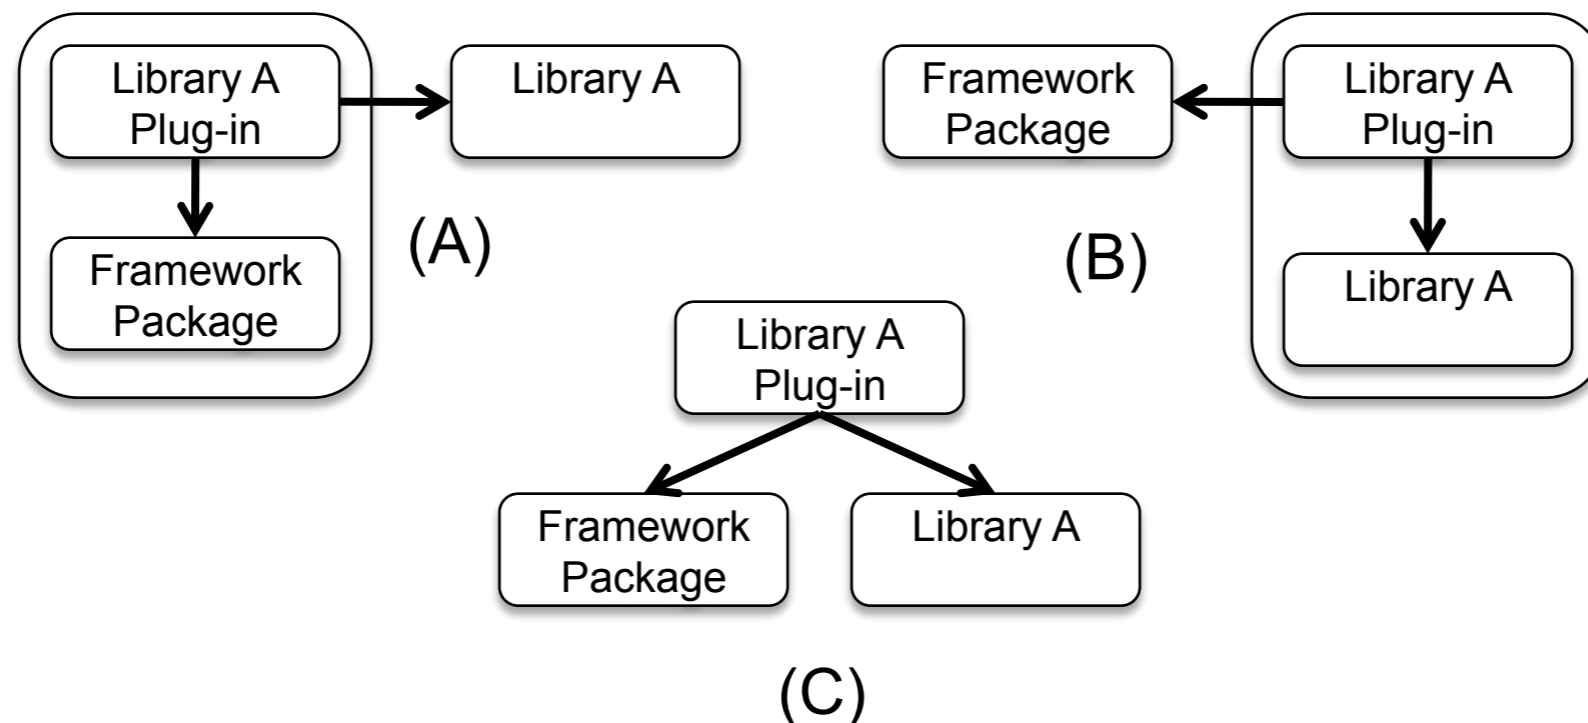 Library A
Plug-in
Library A
Framework
Package
(A)
Framework
Package
Library A
Plug-in
(B)
Library A
Library A
Plug-in
Framework
Package
Library A
(C)